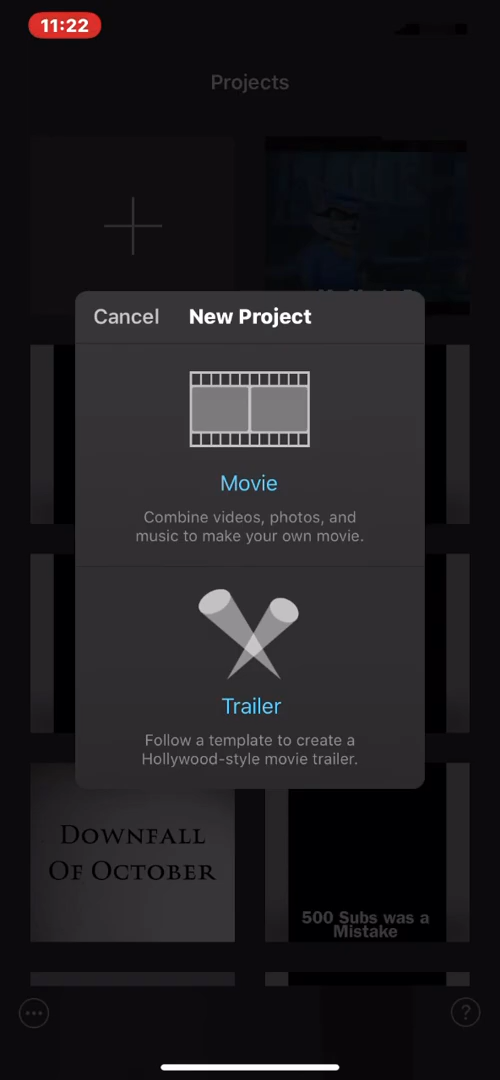 11:22
Projects
Cancel
New Project
Movie
Combine videos, photos, and
music to make your own movie.
Trailer
Follow a template to create a
Hollywood-style movie trailer.
Downfall
Of October
500 Subs was a
Mistake
?